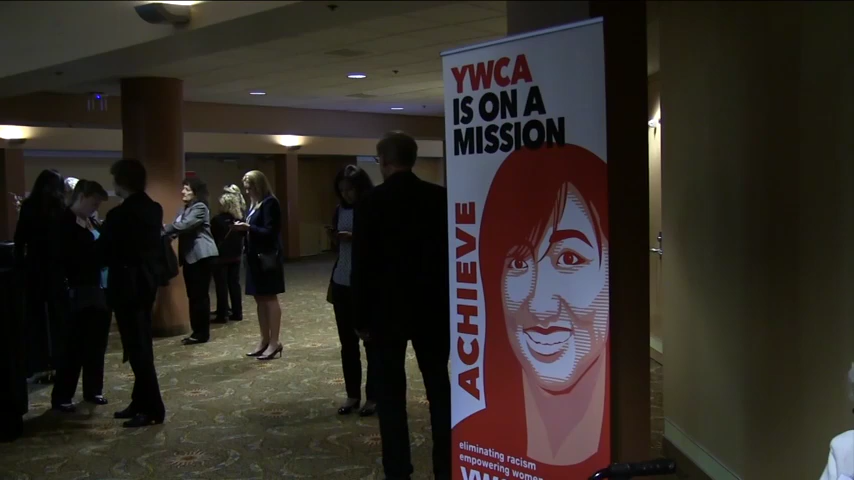 YWCA
IS ON A
MISSION
ACHIEVE
eliminating racism
empowering women